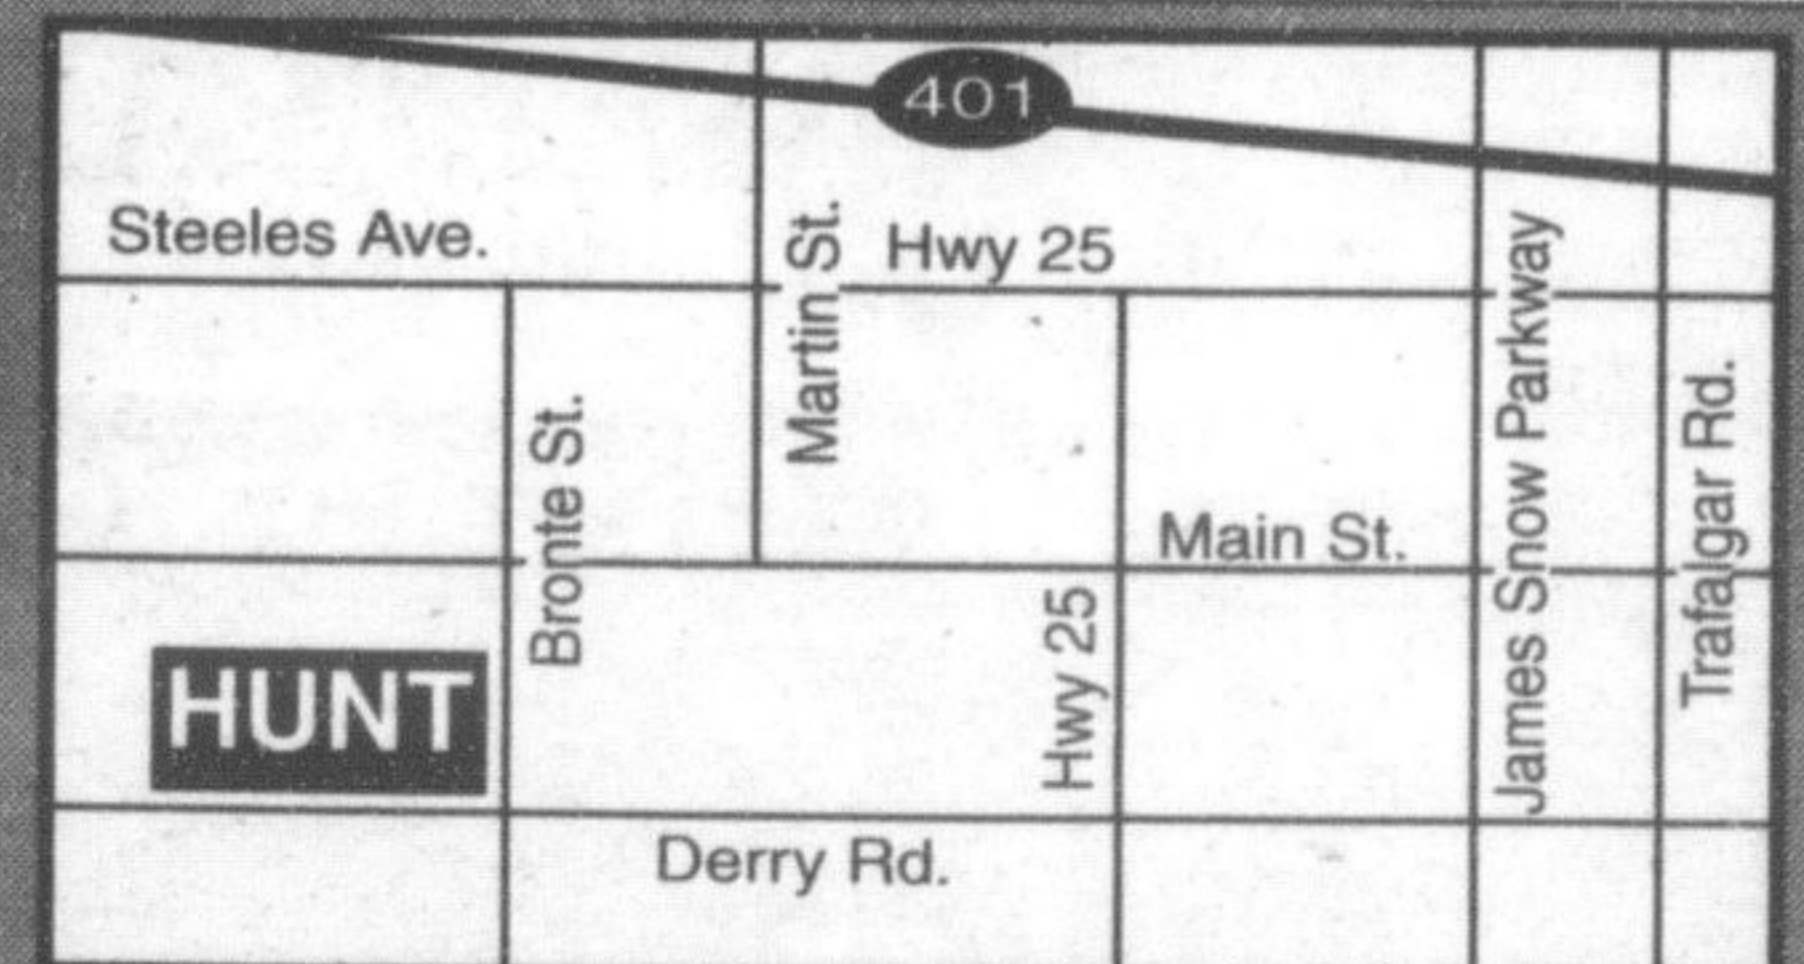 401
Steeles Ave.
Hwy 25
Martin St.
James Snow Parkway
Trafalgar Rd.
Bronte St.
Main St.
Hwy 25
HUNT
Derry Rd.